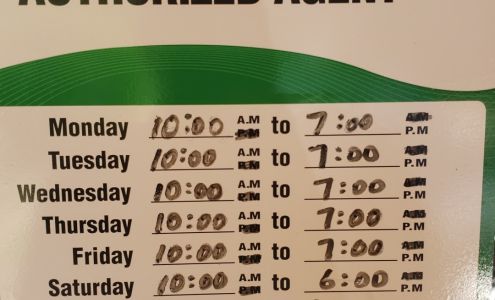 AUTHORIZED AGENT
Monday 10:00 A.M to 7:00 P.M
Tuesday 10:00 A.M to 7:00 P.M
Wednesday 10:00 A.M to 7:00 P.M
Thursday 10:00 A.M to 7:00 P.M
Friday 10:00 A.M to 7:00 P.M
Saturday 10:00 A.M to 6:00 P.M